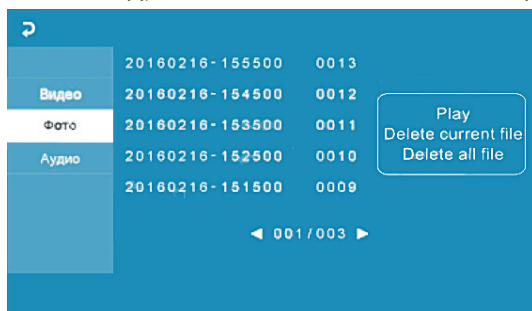 20160216-155500 0013
Видео 20160216-154500 0012
Фото 20160216-153500 0011
Аудио 20160216-152500 0010
20160216-151500 0009
Play
Delete current file
Delete all file
◀ 001/003 ▶